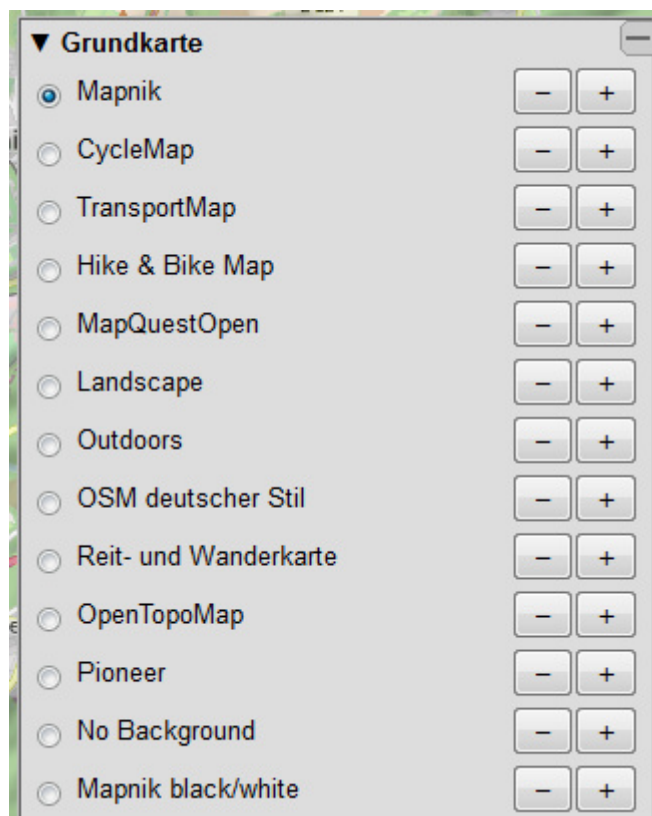 ▼ Grundkarte
Mapnik - +
CycleMap - +
TransportMap - +
Hike & Bike Map - +
MapQuestOpen - +
Landscape - +
Outdoors - +
OSM deutscher Stil - +
Reit- und Wanderkarte - +
OpenTopoMap - +
Pioneer - +
No Background - +
Mapnik black/white - +